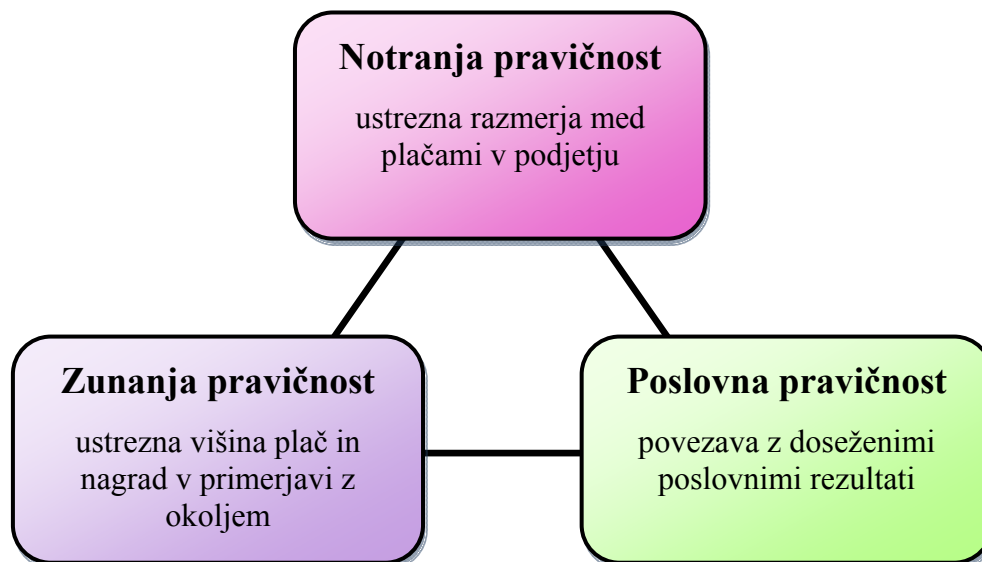 Notranja pravičnost
ustrezna razmerja med
plačami v podjetju
Zunanja pravičnost
ustrezna višina plač in
nagrad v primerjavi z
okoljem
Poslovna pravičnost
povezava z doseženimi
poslovnimi rezultati